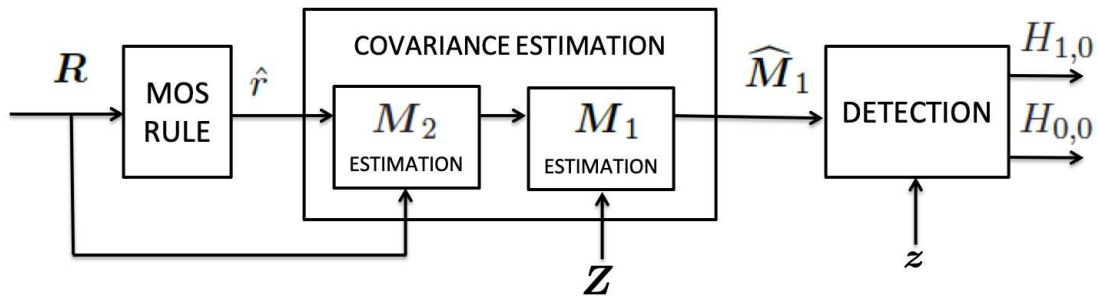 R
MOS
RULE
r̂
COVARIANCE ESTIMATION
M₂
ESTIMATION
M₁
ESTIMATION
Z
M̂₁
DETECTION
z
H₁,₀
H₀,₀